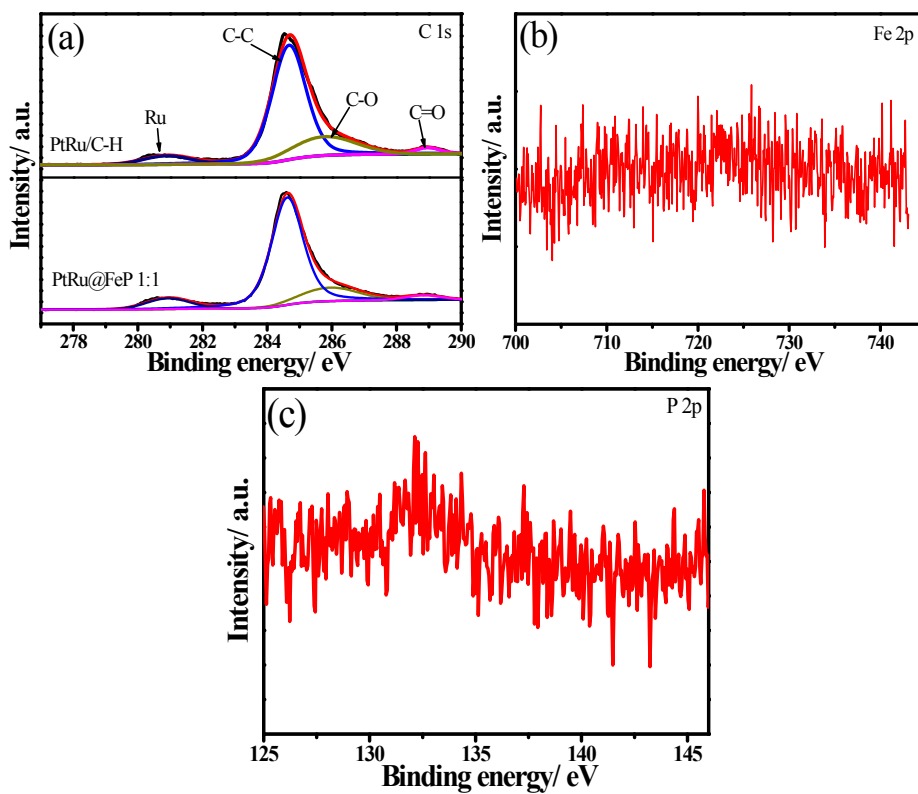 (a)
C 1s
C-C
C-O
C=O
Ru
PtRu/C-H
PtRu@FeP 1:1
Intensity/ a.u.
278 280 282 284 286 288 290
Binding energy/ eV
(b)
Fe 2p
Intensity/ a.u.
700 710 720 730 740
Binding energy/ eV
(c)
P 2p
Intensity/ a.u.
125 130 135 140 145
Binding energy/ eV